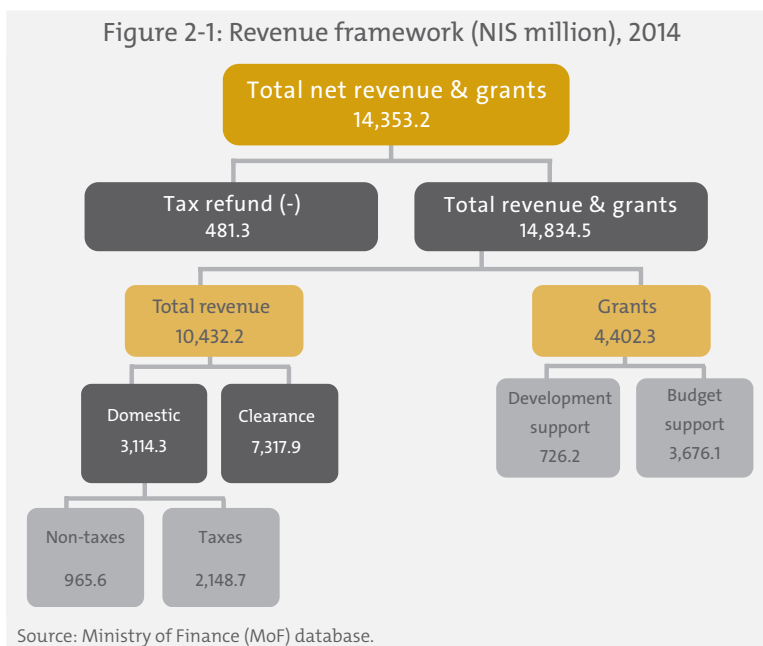 Figure 2-1: Revenue framework (NIS million), 2014
Total net revenue & grants
14,353.2
Tax refund (-)
481.3
Total revenue & grants
14,834.5
Total revenue
10,432.2
Grants
4,402.3
Domestic
3,114.3
Clearance
7,317.9
Development
support
726.2
Budget
support
3,676.1
Non-taxes
965.6
Taxes
2,148.7
Source: Ministry of Finance (MoF) database.